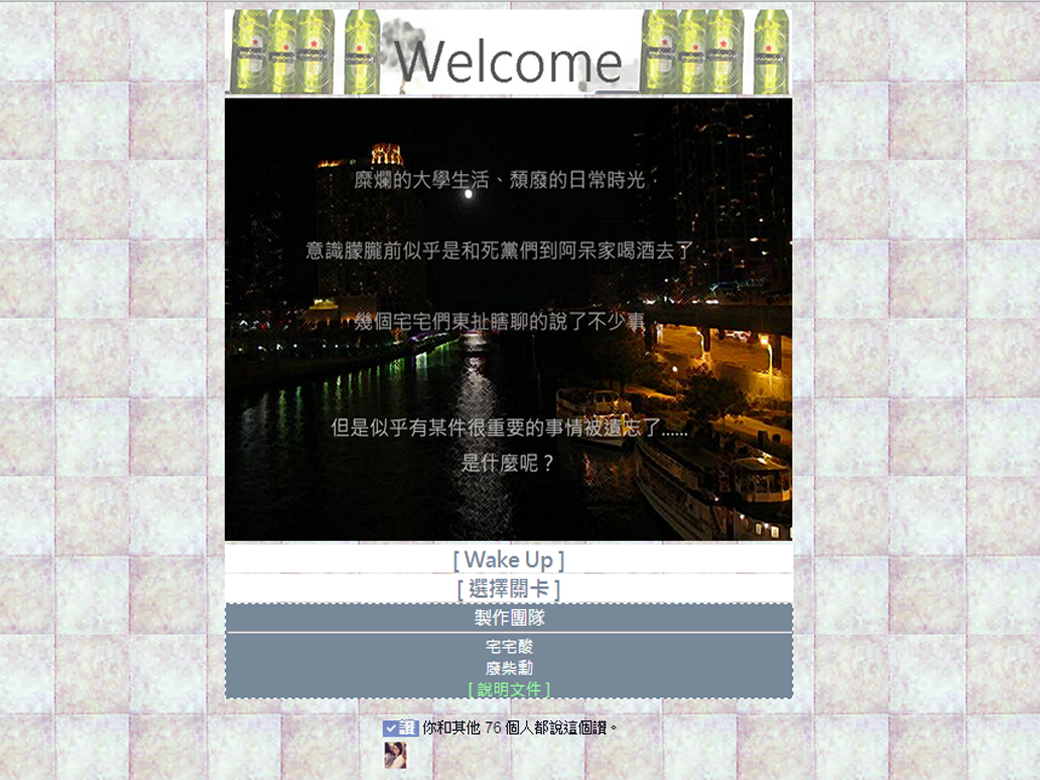 Welcome
糜爛的大學生活、頹廢的日常時光．
意識朦朧前似乎是和死黨們到阿呆家喝酒去了
幾個宅宅們東扯瞎聊的說了不少事
但是似乎有某件很重要的事情被遺忘了......
是什麼呢？
[ Wake Up ]
[ 選擇關卡 ]
製作團隊
宅宅酸
廢柴勳
[ 說明文件 ]
讚 你和其他 76 個人都說這個讚。